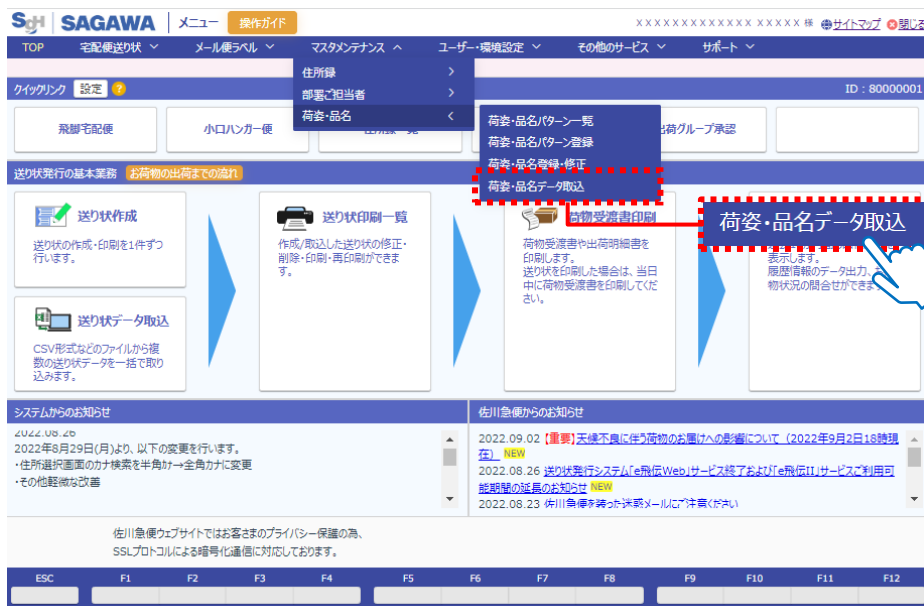 SGH SAGAWA メニュー 操作ガイド XXXXXXXXXXXXX XXXXX 様 サイトマップ 閉じる
TOP 宅配便送り状 メール便ラベル マスタメンテナンス ユーザー・環境設定 その他のサービス サポート
住所録
部署ご担当者
荷姿・品名
荷姿・品名パターン一覧
荷姿・品名パターン登録
荷姿・品名登録・修正
荷姿・品名データ取込
荷姿・品名データ取込
クイックリンク 設定 ? ID : 80000001
飛脚宅配便 小口ハンガー便 出荷グループ承認
送り状発行の基本業務 お荷物の出荷までの流れ
送り状作成
送り状の作成・印刷を1件ずつ
行います。
送り状データ取込
CSV形式などのファイルから複
数の送り状データを一括で取り
込みます。
送り状印刷一覧
作成/取込した送り状の修正・
削除・印刷・再印刷ができま
す。
荷物受渡書印刷
荷物受渡書や出荷明細書を
印刷します。
送り状を印刷した場合は、当日
中に荷物受渡書を印刷してくだ
さい。
表示します。
履歴情報のデータ出力、
物状況の問合せができます
システムからのお知らせ
2022.08.26
2022年8月29日(月)より、以下の変更を行います。
・住所選択画面のカナ検索を半角カナ→全角カナに変更
・その他軽微な改善
佐川急便からのお知らせ
2022.09.02 【重要】天候不良に伴う荷物のお届けへの影響について（2022年9月2日18時現
在） NEW
2022.08.26 送り状発行システム「e飛伝Web」サービス終了および「e飛伝II」サービスご利用可
能期間の延長のお知らせ NEW
2022.08.23 佐川急便を装った迷惑メールにご注意ください
佐川急便ウェブサイトではお客さまのプライバシー保護の為、
SSLプロトコルによる暗号化通信に対応しております。
ESC F1 F2 F3 F4 F5 F6 F7 F8 F9 F10 F11 F12